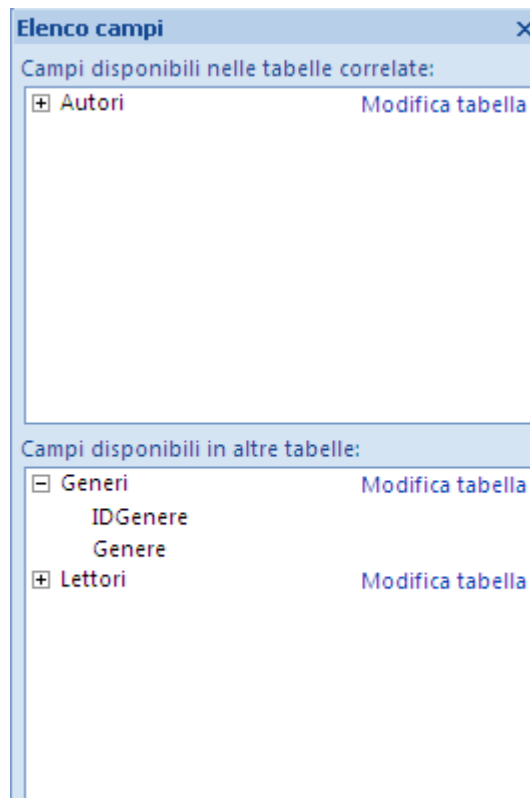 Elenco campi
Campi disponibili nelle tabelle correlate:
Autori Modifica tabella
Campi disponibili in altre tabelle:
Generi Modifica tabella
IDGenere
Genere
Lettori Modifica tabella